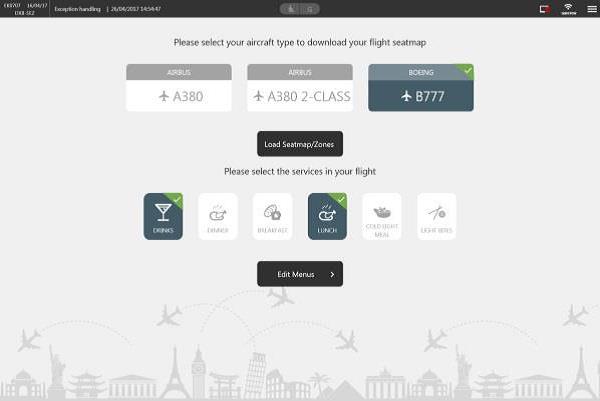 EK0707 16/04/17
DXB-SEZ
Exception handling | 26/04/2017 14:54:47
G
Please select your aircraft type to download your flight seatmap
AIRBUS AIRBUS BOEING
A380 A380 2-CLASS B777
Load Seatmap/Zones
Please select the services in your flight
DRINKS DINNER BREAKFAST LUNCH COLD LIGHT MEAL LIGHT BITES
Edit Menus